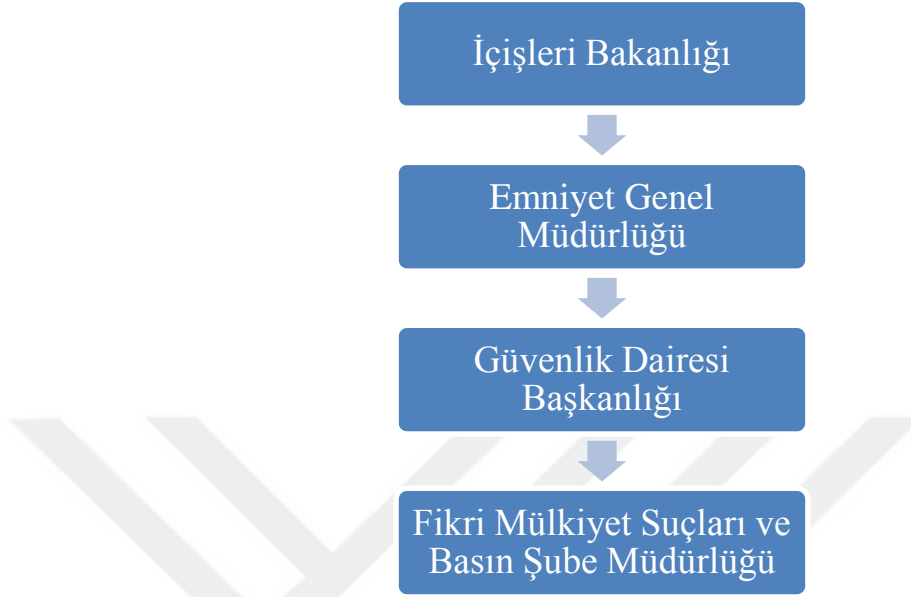 İçişleri Bakanlığı
Emniyet Genel
Müdürlüğü
Güvenlik Dairesi
Başkanlığı
Fikri Mülkiyet Suçları ve
Basın Şube Müdürlüğü